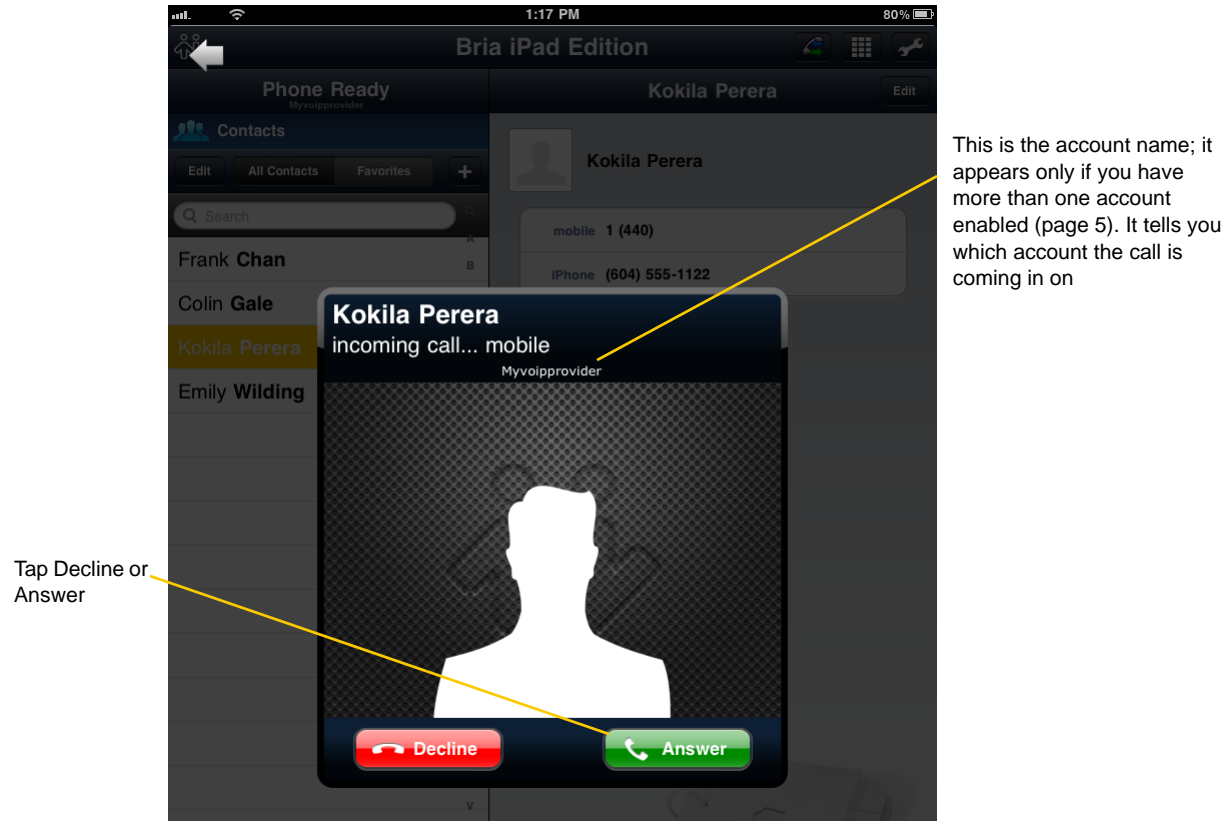 1:17 PM
80%
Bria iPad Edition
Phone Ready
Myvoipprovider
Kokila Perera
Edit
Contacts
Edit
All Contacts
Favorites
+
Search
A
B
Frank Chan
Colin Gale
Kokila Perera
Emily Wilding
V
Kokila Perera
mobile 1 (440)
iPhone (604) 555-1122
Kokila Perera
incoming call... mobile
Myvoipprovider
Decline
Answer
This is the account name; it
appears only if you have
more than one account
enabled (page 5). It tells you
which account the call is
coming in on
Tap Decline or
Answer